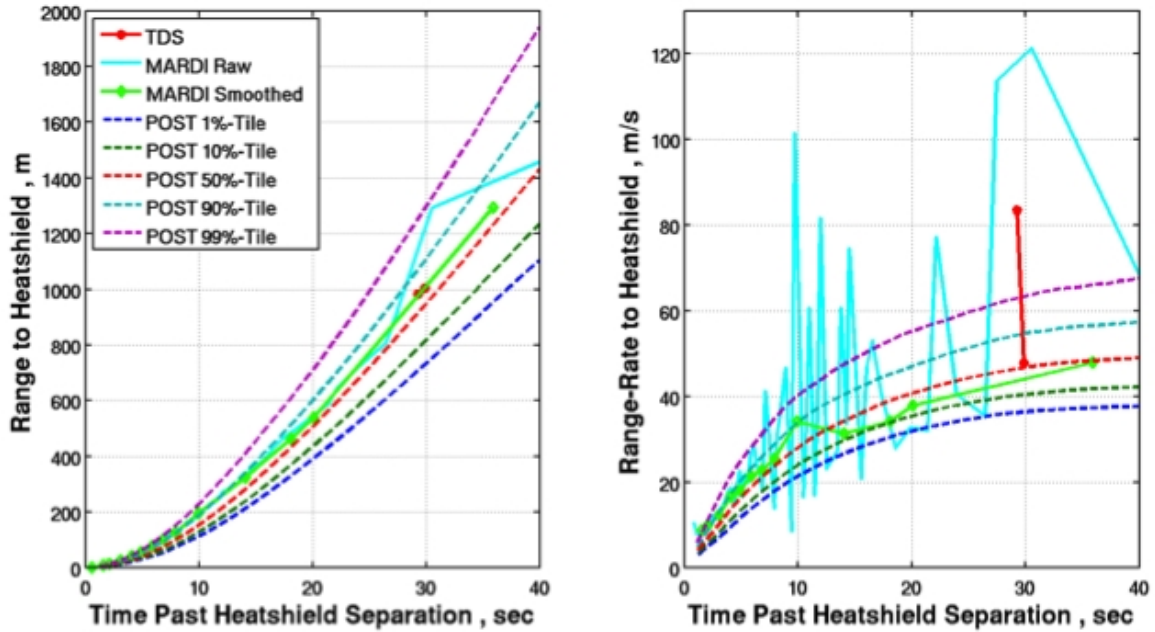 2000
1800
1600
1400
1200
1000
800
600
400
200
0
Range to Heatshield , m
TDS
MARDI Raw
MARDI Smoothed
POST 1%-Tile
POST 10%-Tile
POST 50%-Tile
POST 90%-Tile
POST 99%-Tile
0 10 20 30 40
Time Past Heatshield Separation , sec
120
100
80
60
40
20
0
Range-Rate to Heatshield , m/s
0 10 20 30 40
Time Past Heatshield Separation , sec